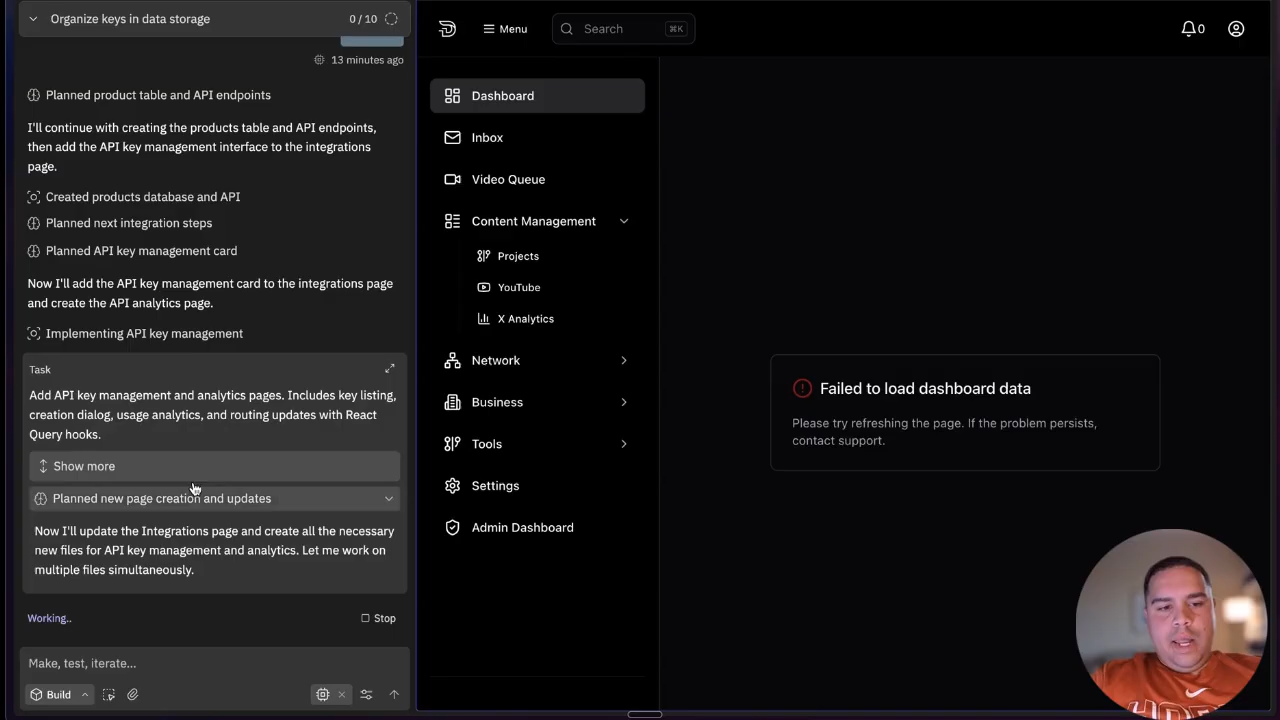 Organize keys in data storage
0 / 10
13 minutes ago
Planned product table and API endpoints
I'll continue with creating the products table and API endpoints,
then add the API key management interface to the integrations
page.
Created products database and API
Planned next integration steps
Planned API key management card
Now I'll add the API key management card to the integrations page
and create the API analytics page.
Implementing API key management
Task
Add API key management and analytics pages. Includes key listing,
creation dialog, usage analytics, and routing updates with React
Query hooks.
Show more
Planned new page creation and updates
Now I'll update the Integrations page and create all the necessary
new files for API key management and analytics. Let me work on
multiple files simultaneously.
Working..
Stop
Make, test, iterate...
Build
Menu
Search
⌘K
0
Dashboard
Inbox
Video Queue
Content Management
Projects
YouTube
X Analytics
Network
Business
Tools
Settings
Admin Dashboard
Failed to load dashboard data
Please try refreshing the page. If the problem persists,
contact support.